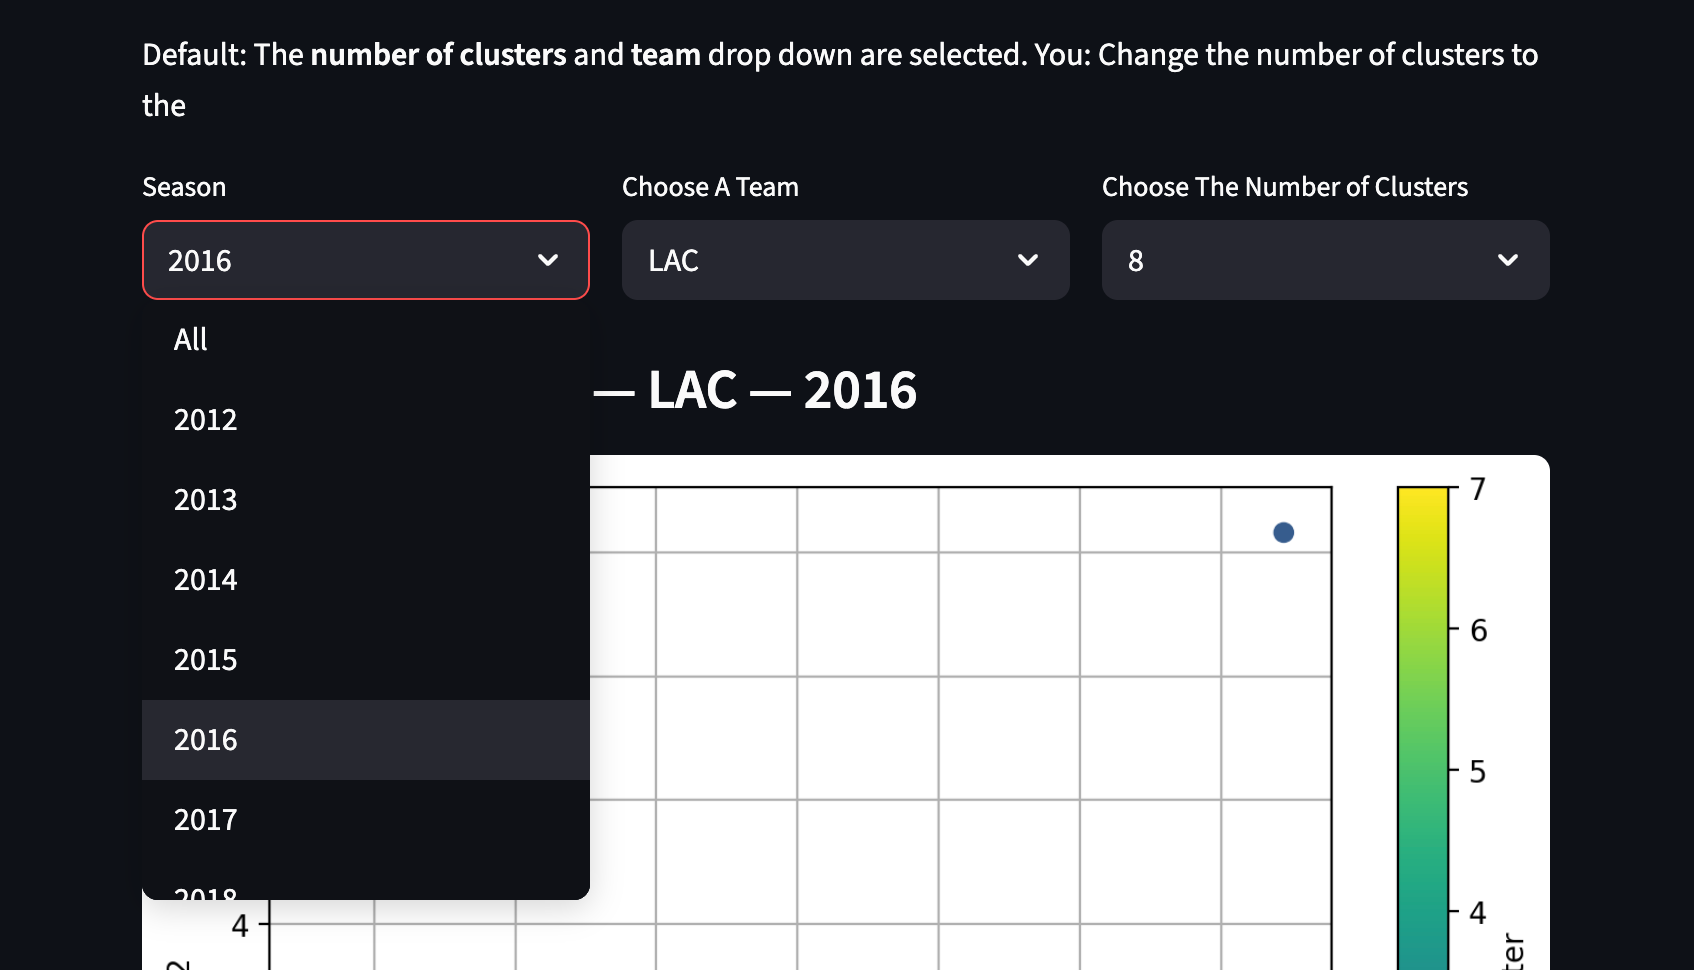 Default: The number of clusters and team drop down are selected. You: Change the number of clusters to
the
Season
Choose A Team
Choose The Number of Clusters
2016
LAC
8
All
2012
2013
2014
2015
2016
2017
2018
— LAC — 2016
7
6
5
4
4
2